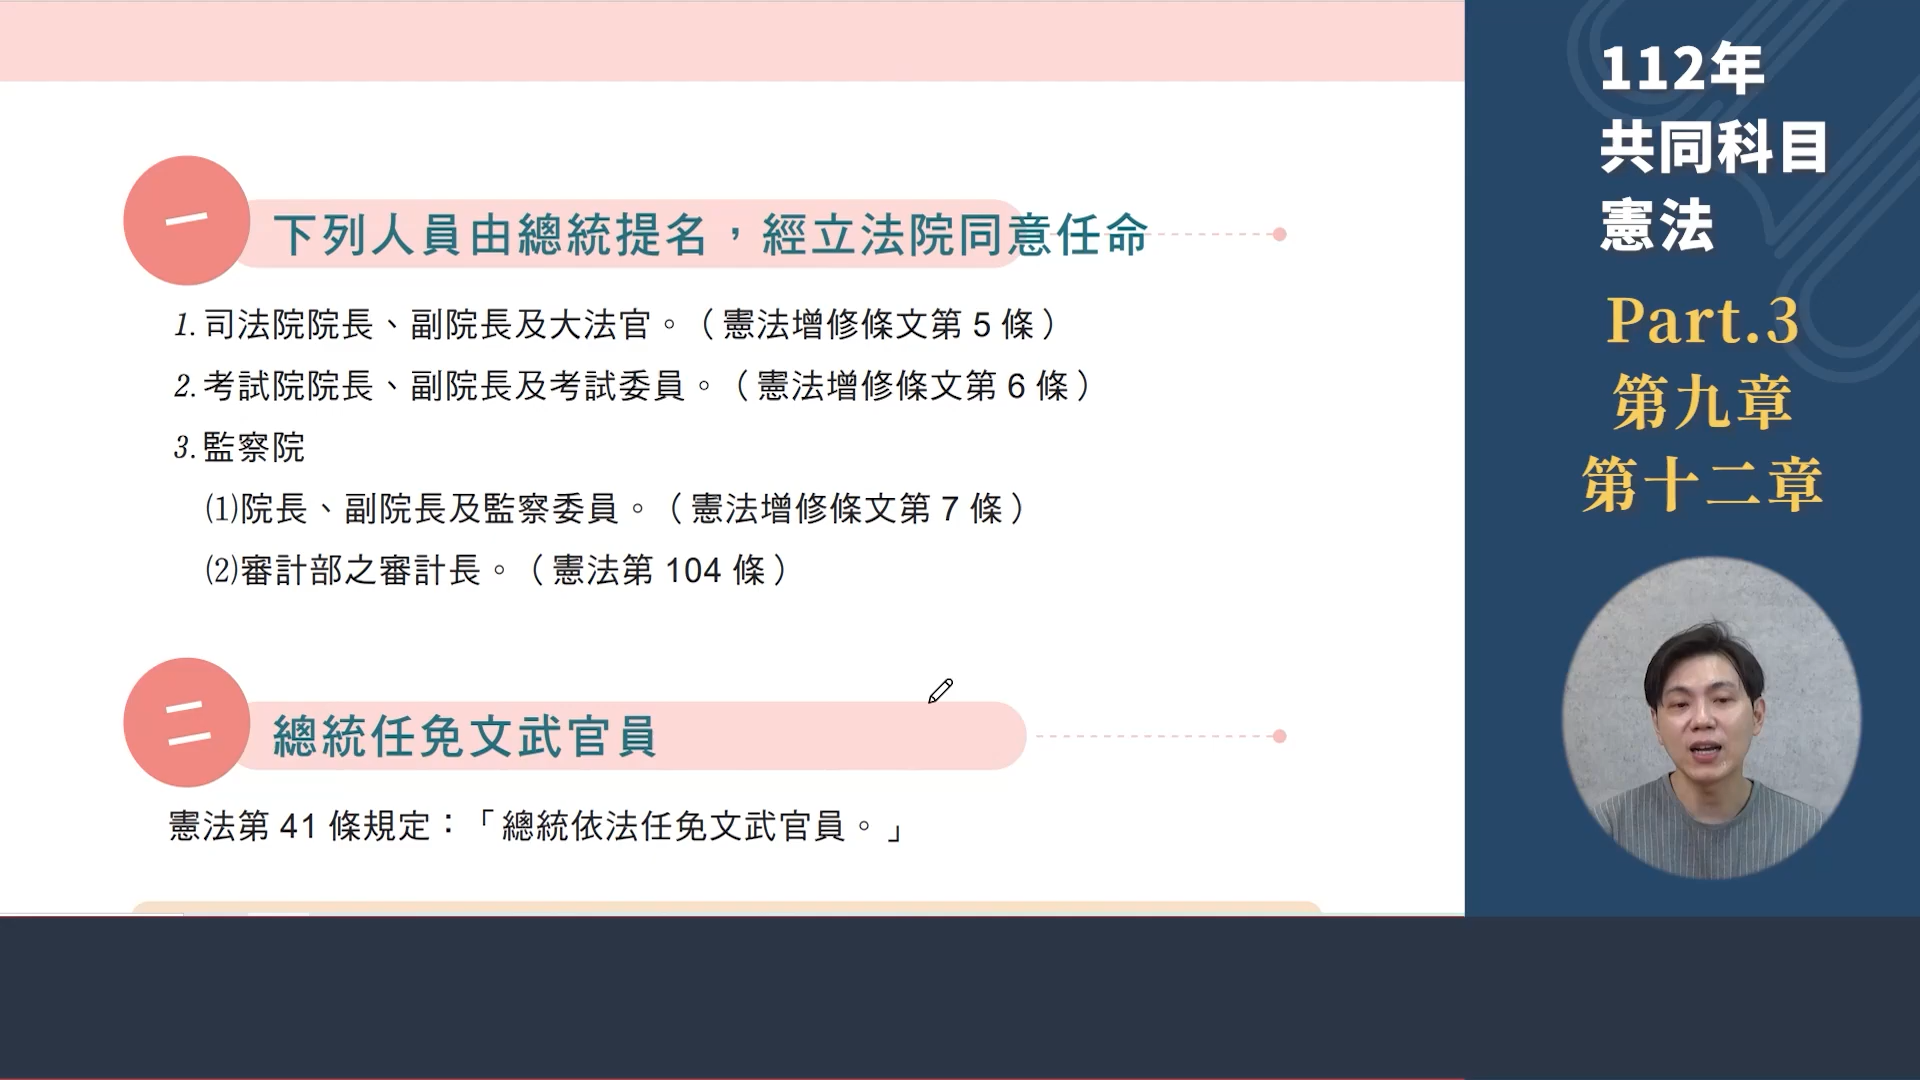 一
下列人員由總統提名，經立法院同意任命
1.司法院院長、副院長及大法官。（憲法增修條文第 5 條）
2.考試院院長、副院長及考試委員。（憲法增修條文第 6 條）
3.監察院
(1)院長、副院長及監察委員。（憲法增修條文第 7 條）
(2)審計部之審計長。（憲法第 104 條）
二
總統任免文武官員
憲法第 41 條規定：「總統依法任免文武官員。」
112年
共同科目
憲法
Part.3
第九章
第十二章